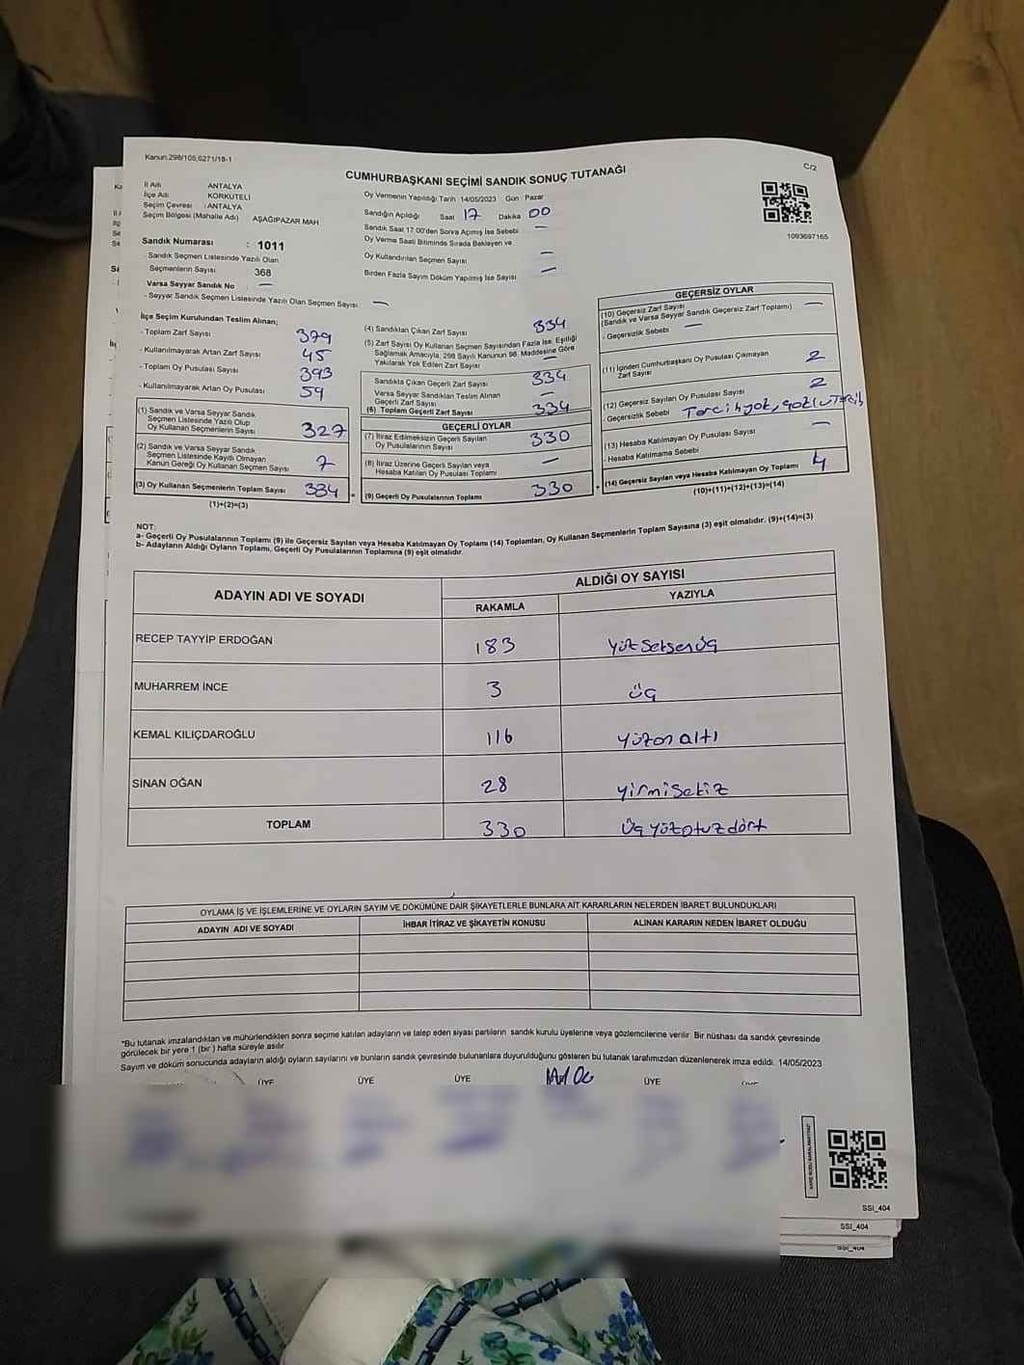 Kanun.298/105,6271/18-1
C/2
CUMHURBAŞKANI SEÇİMİ SANDIK SONUÇ TUTANAĞI
İl Adı ANTALYA
İlçe Adı KORKUTELİ
Seçim Çevresi : ANTALYA
Seçim Bölgesi (Mahalle Adı) AŞAĞIPAZAR MAH
Sandık Numarası : 1011
- Sandık Seçmen Listesinde Yazılı Olan
Seçmenlerin Sayısı 368
Varsa Seyyar Sandık No —
- Seyyar Sandık Seçmen Listesinde Yazılı Olan Seçmen Sayısı —
Oy Vermenin Yapıldığı Tarih 14/05/2023 Gün : Pazar
Sandığın Açıldığı Saat 17 Dakika 00
Sandık Saat 17:00'den Sonra Açılmış İse Sebebi —
Oy Verme Saati Bitiminde Sırada Bekleyen ve
Oy Kullandırılan Seçmen Sayısı —
Birden Fazla Sayım Döküm Yapılmış İse Sayısı —
1093697165
İlçe Seçim Kurulundan Teslim Alınan;
- Toplam Zarf Sayısı 379
- Kullanılmayarak Artan Zarf Sayısı 45
- Toplam Oy Pusulası Sayısı 393
- Kullanılmayarak Artan Oy Pusulası 59
(1) Sandık ve Varsa Seyyar Sandık
Seçmen Listesinde Yazılı Olup
Oy Kullanan Seçmenlerin Sayısı 327
(2) Sandık ve Varsa Seyyar Sandık
Seçmen Listesinde Kayıtlı Olmayan
Kanun Gereği Oy Kullanan Seçmen Sayısı 7
(3) Oy Kullanan Seçmenlerin Toplam Sayısı 334
(1)+(2)=(3)
(4) Sandıktan Çıkan Zarf Sayısı 334
(5) Zarf Sayısı Oy Kullanan Seçmen Sayısından Fazla İse, Eşitliği
Sağlamak Amacıyla, 298 Sayılı Kanunun 98. Maddesine Göre
Yakılarak Yok Edilen Zarf Sayısı —
Sandıkta Çıkan Geçerli Zarf Sayısı 334
Varsa Seyyar Sandıktan Teslim Alınan
Geçerli Zarf Sayısı —
(6) Toplam Geçerli Zarf Sayısı 334
GEÇERLİ OYLAR
(7) İtiraz Edilmeksizin Geçerli Sayılan
Oy Pusulalarının Sayısı 330
(8) İtiraz Üzerine Geçerli Sayılan veya
Hesaba Katılan Oy Pusulası Toplamı —
(9) Geçerli Oy Pusulalarının Toplamı 330
GEÇERSİZ OYLAR
(10) Geçersiz Zarf Sayısı
(Sandık ve Varsa Seyyar Sandık Geçersiz Zarf Toplamı) —
- Geçersizlik Sebebi —
(11) İçinden Cumhurbaşkanı Oy Pusulası Çıkmayan
Zarf Sayısı 2
(12) Geçersiz Sayılan Oy Pusulası Sayısı 2
- Geçersizlik Sebebi Tercih yok,
(13) Hesaba Katılmayan Oy Pusulası Sayısı —
- Hesaba Katılmama Sebebi
(14) Geçersiz Sayılan veya Hesaba Katılmayan Oy Toplamı 4
(10)+(11)+(12)+(13)=(14)
NOT:
a- Geçerli Oy Pusulalarının Toplamı (9) ile Geçersiz Sayılan veya Hesaba Katılmayan Oy Toplamı (14) Toplamları, Oy Kullanan Seçmenlerin Toplam Sayısına (3) eşit olmalıdır. (9)+(14)=(3)
b- Adayların Aldığı Oyların Toplamı, Geçerli Oy Pusulalarının Toplamına (9) eşit olmalıdır.
ADAYIN ADI VE SOYADI ALDIĞI OY SAYISI
RAKAMLA YAZIYLA
RECEP TAYYİP ERDOĞAN 183 yüz seksen üç
MUHARREM İNCE 3 üç
KEMAL KILIÇDAROĞLU 116 yüzon altı
SİNAN OĞAN 28 yirmisekiz
TOPLAM 330 üç yüzotuzdört
OYLAMA İŞ VE İŞLEMLERİNE VE OYLARIN SAYIM VE DÖKÜMÜNE DAİR ŞİKAYETLERLE BUNLARA AİT KARARLARIN NELERDEN İBARET BULUNDUKLARI
ADAYIN ADI VE SOYADI İHBAR İTİRAZ VE ŞİKAYETİN KONUSU ALINAN KARARIN NEDEN İBARET OLDUĞU
*Bu tutanak imzalandıktan ve mühürlendikten sonra seçime katılan adayların ve talep eden siyasi partilerin sandık kurulu üyelerine veya gözlemcilerine verilir. Bir nüshası da sandık çevresinde
görülecek bir yere 1 (bir) hafta süreyle asılır.
Sayım ve döküm sonucunda adayların aldığı oyların sayılarını ve bunların sandık çevresinde bulunanlara duyurulduğunu gösteren bu tutanak tarafımızdan düzenlenerek imza edildi. 14/05/2023
ÜYE ÜYE ÜYE ÜYE ÜYE
SSI_404
SSI_404
SSI_404